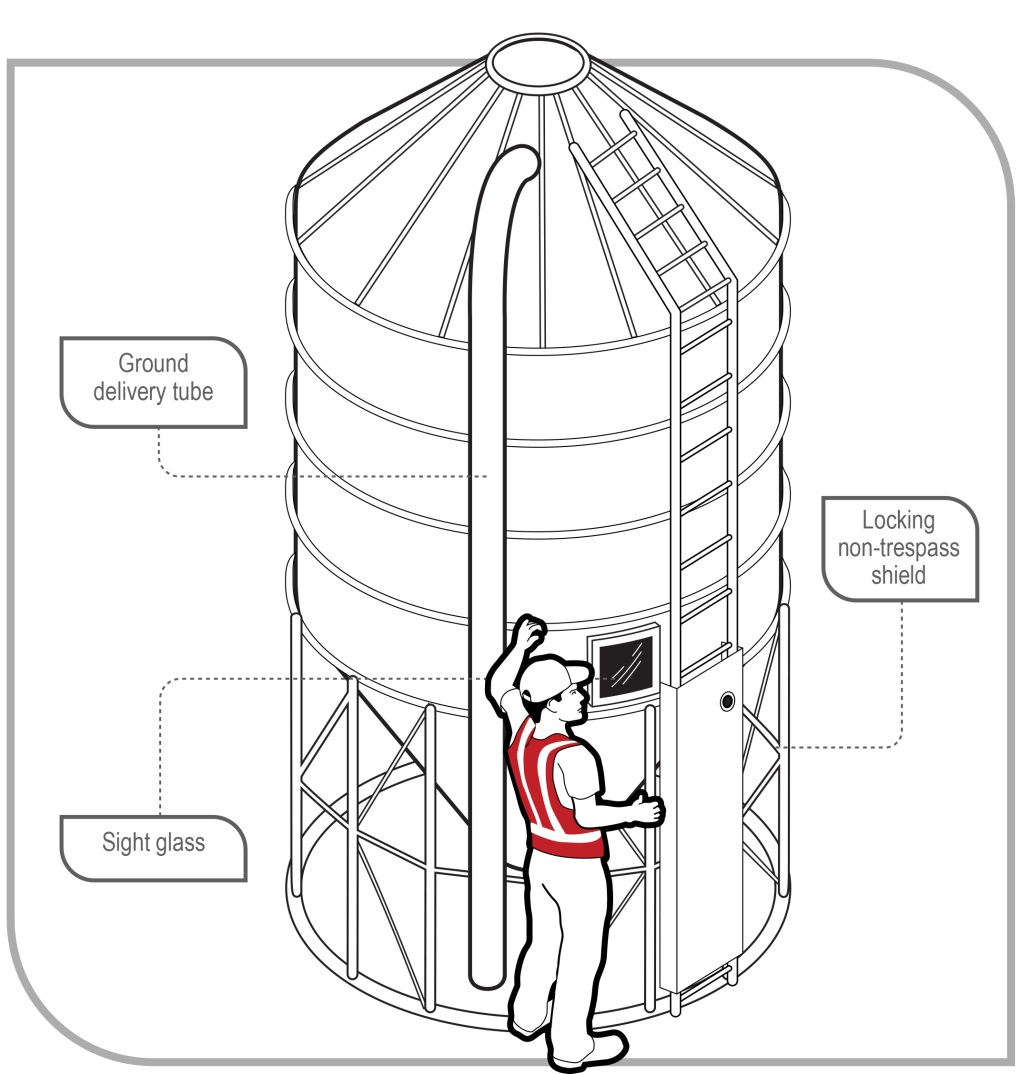 Ground
delivery tube
Locking
non-trespass
shield
Sight glass